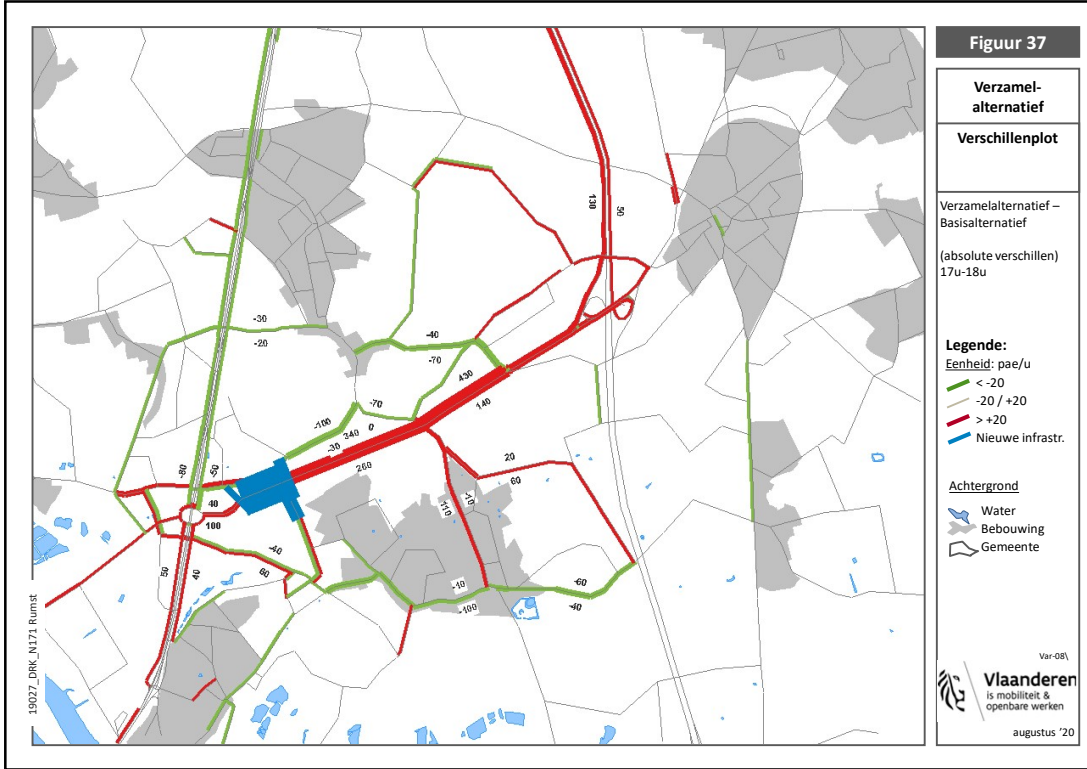 Figuur 37
Verzamel-
alternatief
Verschillenplot
Verzamelalternatief –
Basisalternatief
(absolute verschillen)
17u-18u
Legende:
Eenheid: pae/u
< -20
-20 / +20
> +20
Nieuwe infrastr.
Achtergrond
Water
Bebouwing
Gemeente
Var-08\
Vlaanderen
is mobiliteit &
openbare werken
augustus '20
19027_DRK_N171 Rumst
130
50
-30
-20
-40
-70
430
140
-70
-100
340
0
-30
260
-80
-50
40
100
20
60
-10
110
-40
60
50
40
-10
-100
-60
-40